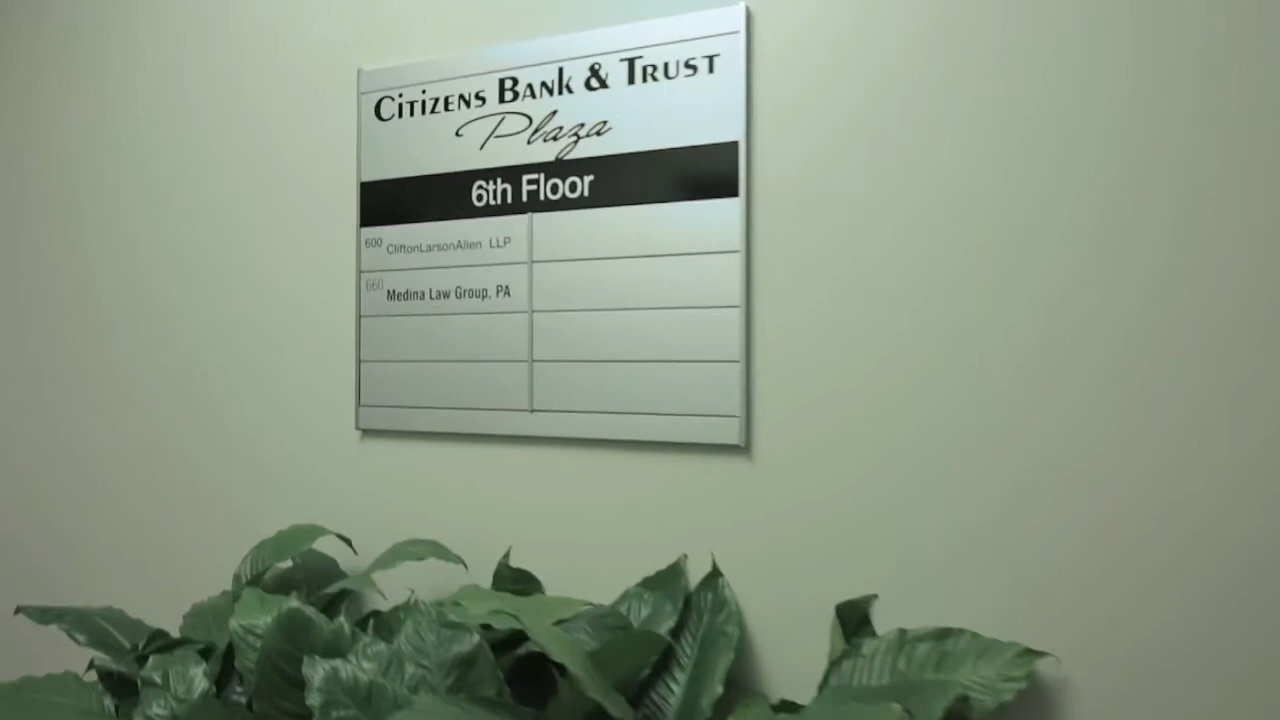 Citizens Bank & Trust
Plaza
6th Floor
600 CliftonLarsonAllen LLP
660 Medina Law Group, PA